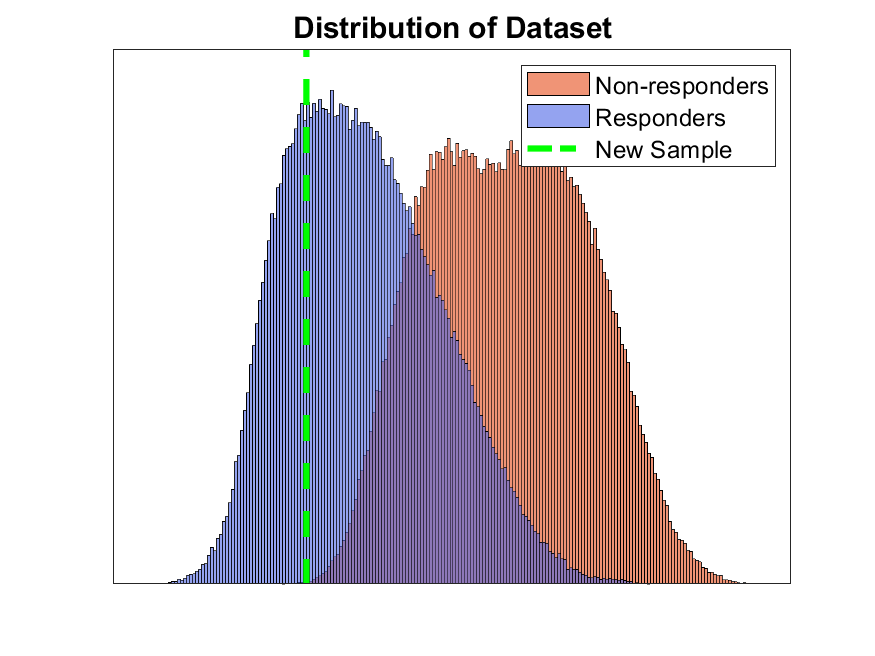 Distribution of Dataset
Non-responders
Responders
New Sample